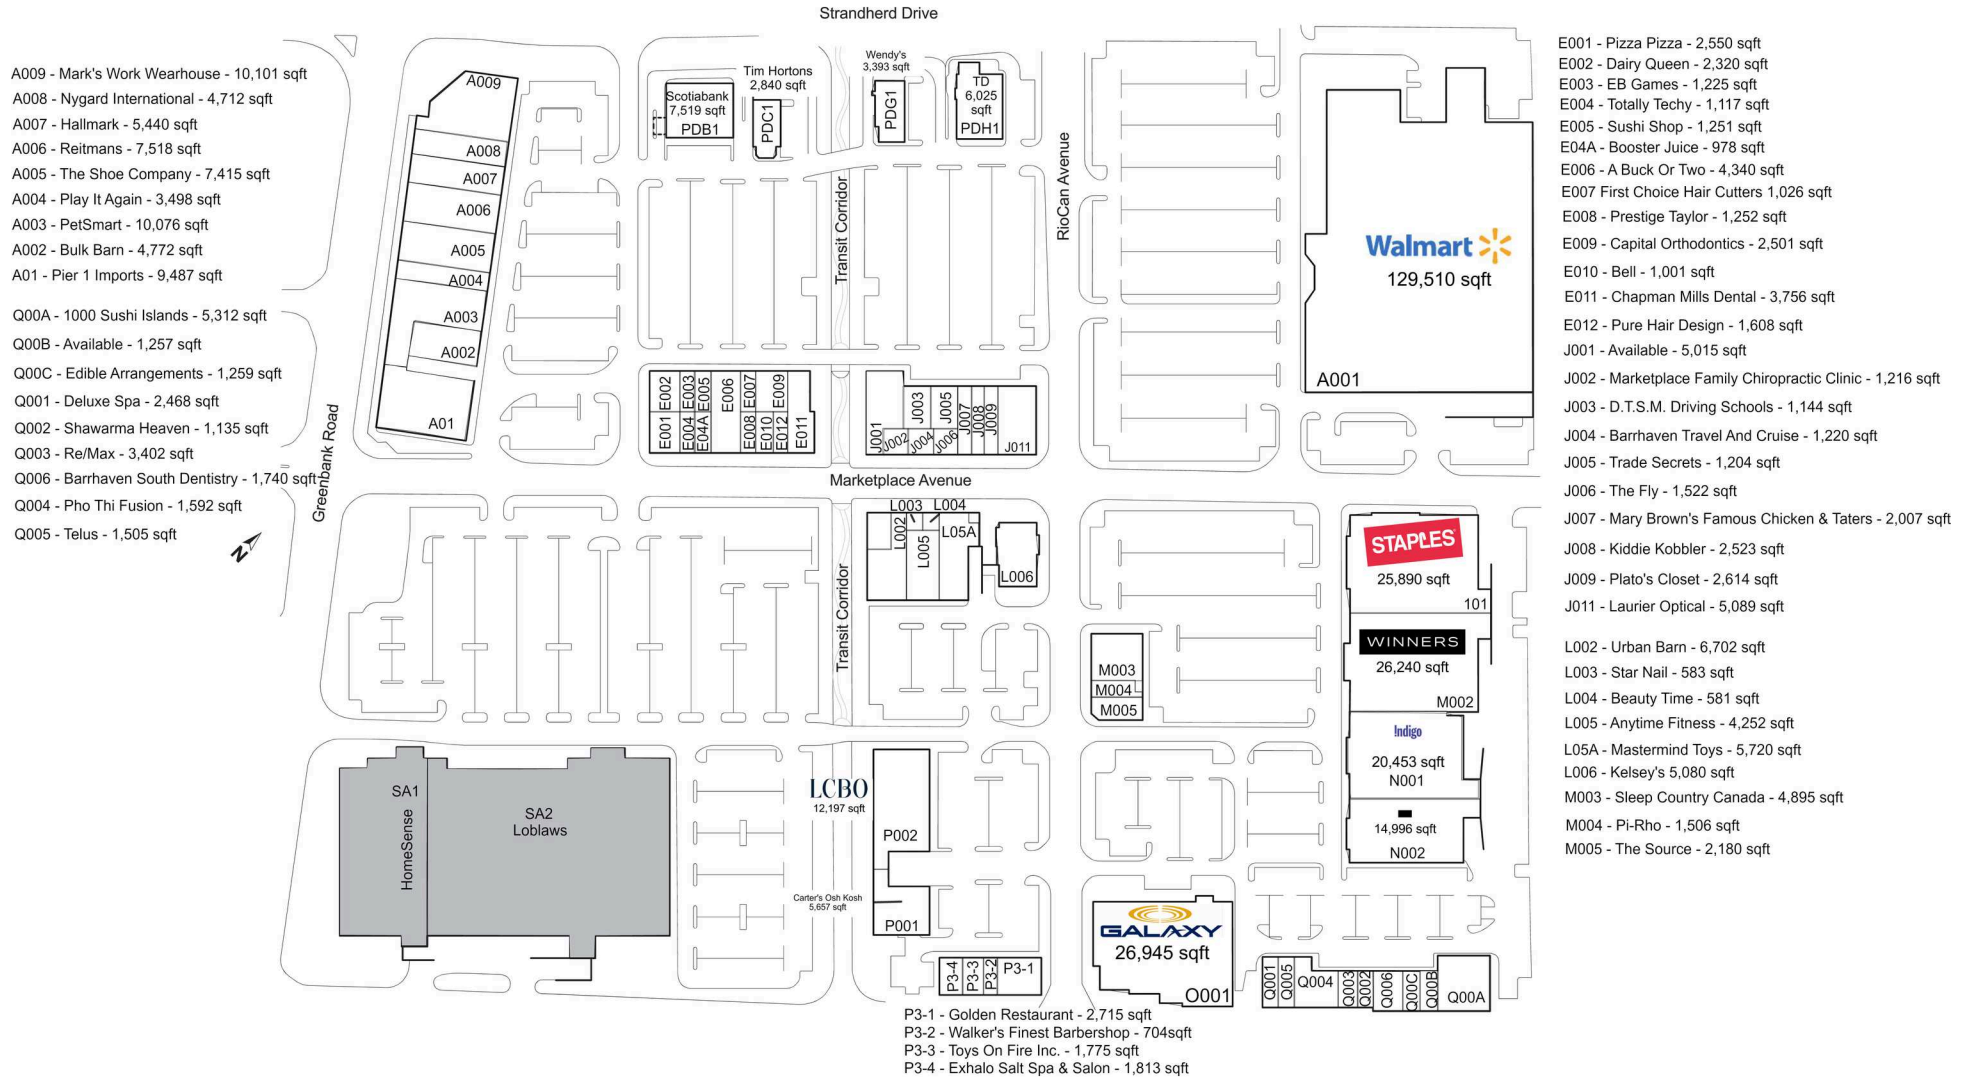 Strandherd Drive
A009 - Mark's Work Wearhouse - 10,101 sqft
A008 - Nygard International - 4,712 sqft
A007 - Hallmark - 5,440 sqft
A006 - Reitmans - 7,518 sqft
A005 - The Shoe Company - 7,415 sqft
A004 - Play It Again - 3,498 sqft
A003 - PetSmart - 10,076 sqft
A002 - Bulk Barn - 4,772 sqft
A01 - Pier 1 Imports - 9,487 sqft
Q00A - 1000 Sushi Islands - 5,312 sqft
Q00B - Available - 1,257 sqft
Q00C - Edible Arrangements - 1,259 sqft
Q001 - Deluxe Spa - 2,468 sqft
Q002 - Shawarma Heaven - 1,135 sqft
Q003 - Re/Max - 3,402 sqft
Q006 - Barrhaven South Dentistry - 1,740 sqft
Q004 - Pho Thi Fusion - 1,592 sqft
Q005 - Telus - 1,505 sqft
N
Greenbank Road
A009
A008
A007
A006
A005
A004
A003
A002
A01
Scotiabank
7,519 sqft
PDB1
Tim Hortons
2,840 sqft
PDC1
Wendy's
3,393 sqft
PDG1
TD
6,025
sqft
PDH1
Transit Corridor
RioCan Avenue
Walmart
129,510 sqft
A001
E002
E003
E005
E006
E007
E009
E001
E004
E04A
E008
E010
E012
E011
J001
J003
J005
J007
J008
J009
J002
J004
J006
J011
Marketplace Avenue
L003
L004
L002
L005
L05A
L006
Transit Corridor
STAPLES
25,890 sqft
101
WINNERS
26,240 sqft
M002
M003
M004
M005
Indigo
20,453 sqft
N001
14,996 sqft
N002
SA1
HomeSense
SA2
Loblaws
LCBO
12,197 sqft
P002
Carter's Osh Kosh
5,657 sqft
P001
GALAXY
26,945 sqft
O001
P3-4
P3-3
P3-2
P3-1
Q001
Q005
Q004
Q003
Q002
Q006
Q00C
Q00B
Q00A
P3-1 - Golden Restaurant - 2,715 sqft
P3-2 - Walker's Finest Barbershop - 704sqft
P3-3 - Toys On Fire Inc. - 1,775 sqft
P3-4 - Exhalo Salt Spa & Salon - 1,813 sqft
E001 - Pizza Pizza - 2,550 sqft
E002 - Dairy Queen - 2,320 sqft
E003 - EB Games - 1,225 sqft
E004 - Totally Techy - 1,117 sqft
E005 - Sushi Shop - 1,251 sqft
E04A - Booster Juice - 978 sqft
E006 - A Buck Or Two - 4,340 sqft
E007 First Choice Hair Cutters 1,026 sqft
E008 - Prestige Taylor - 1,252 sqft
E009 - Capital Orthodontics - 2,501 sqft
E010 - Bell - 1,001 sqft
E011 - Chapman Mills Dental - 3,756 sqft
E012 - Pure Hair Design - 1,608 sqft
J001 - Available - 5,015 sqft
J002 - Marketplace Family Chiropractic Clinic - 1,216 sqft
J003 - D.T.S.M. Driving Schools - 1,144 sqft
J004 - Barrhaven Travel And Cruise - 1,220 sqft
J005 - Trade Secrets - 1,204 sqft
J006 - The Fly - 1,522 sqft
J007 - Mary Brown's Famous Chicken & Taters - 2,007 sqft
J008 - Kiddie Kobbler - 2,523 sqft
J009 - Plato's Closet - 2,614 sqft
J011 - Laurier Optical - 5,089 sqft
L002 - Urban Barn - 6,702 sqft
L003 - Star Nail - 583 sqft
L004 - Beauty Time - 581 sqft
L005 - Anytime Fitness - 4,252 sqft
L05A - Mastermind Toys - 5,720 sqft
L006 - Kelsey's 5,080 sqft
M003 - Sleep Country Canada - 4,895 sqft
M004 - Pi-Rho - 1,506 sqft
M005 - The Source - 2,180 sqft